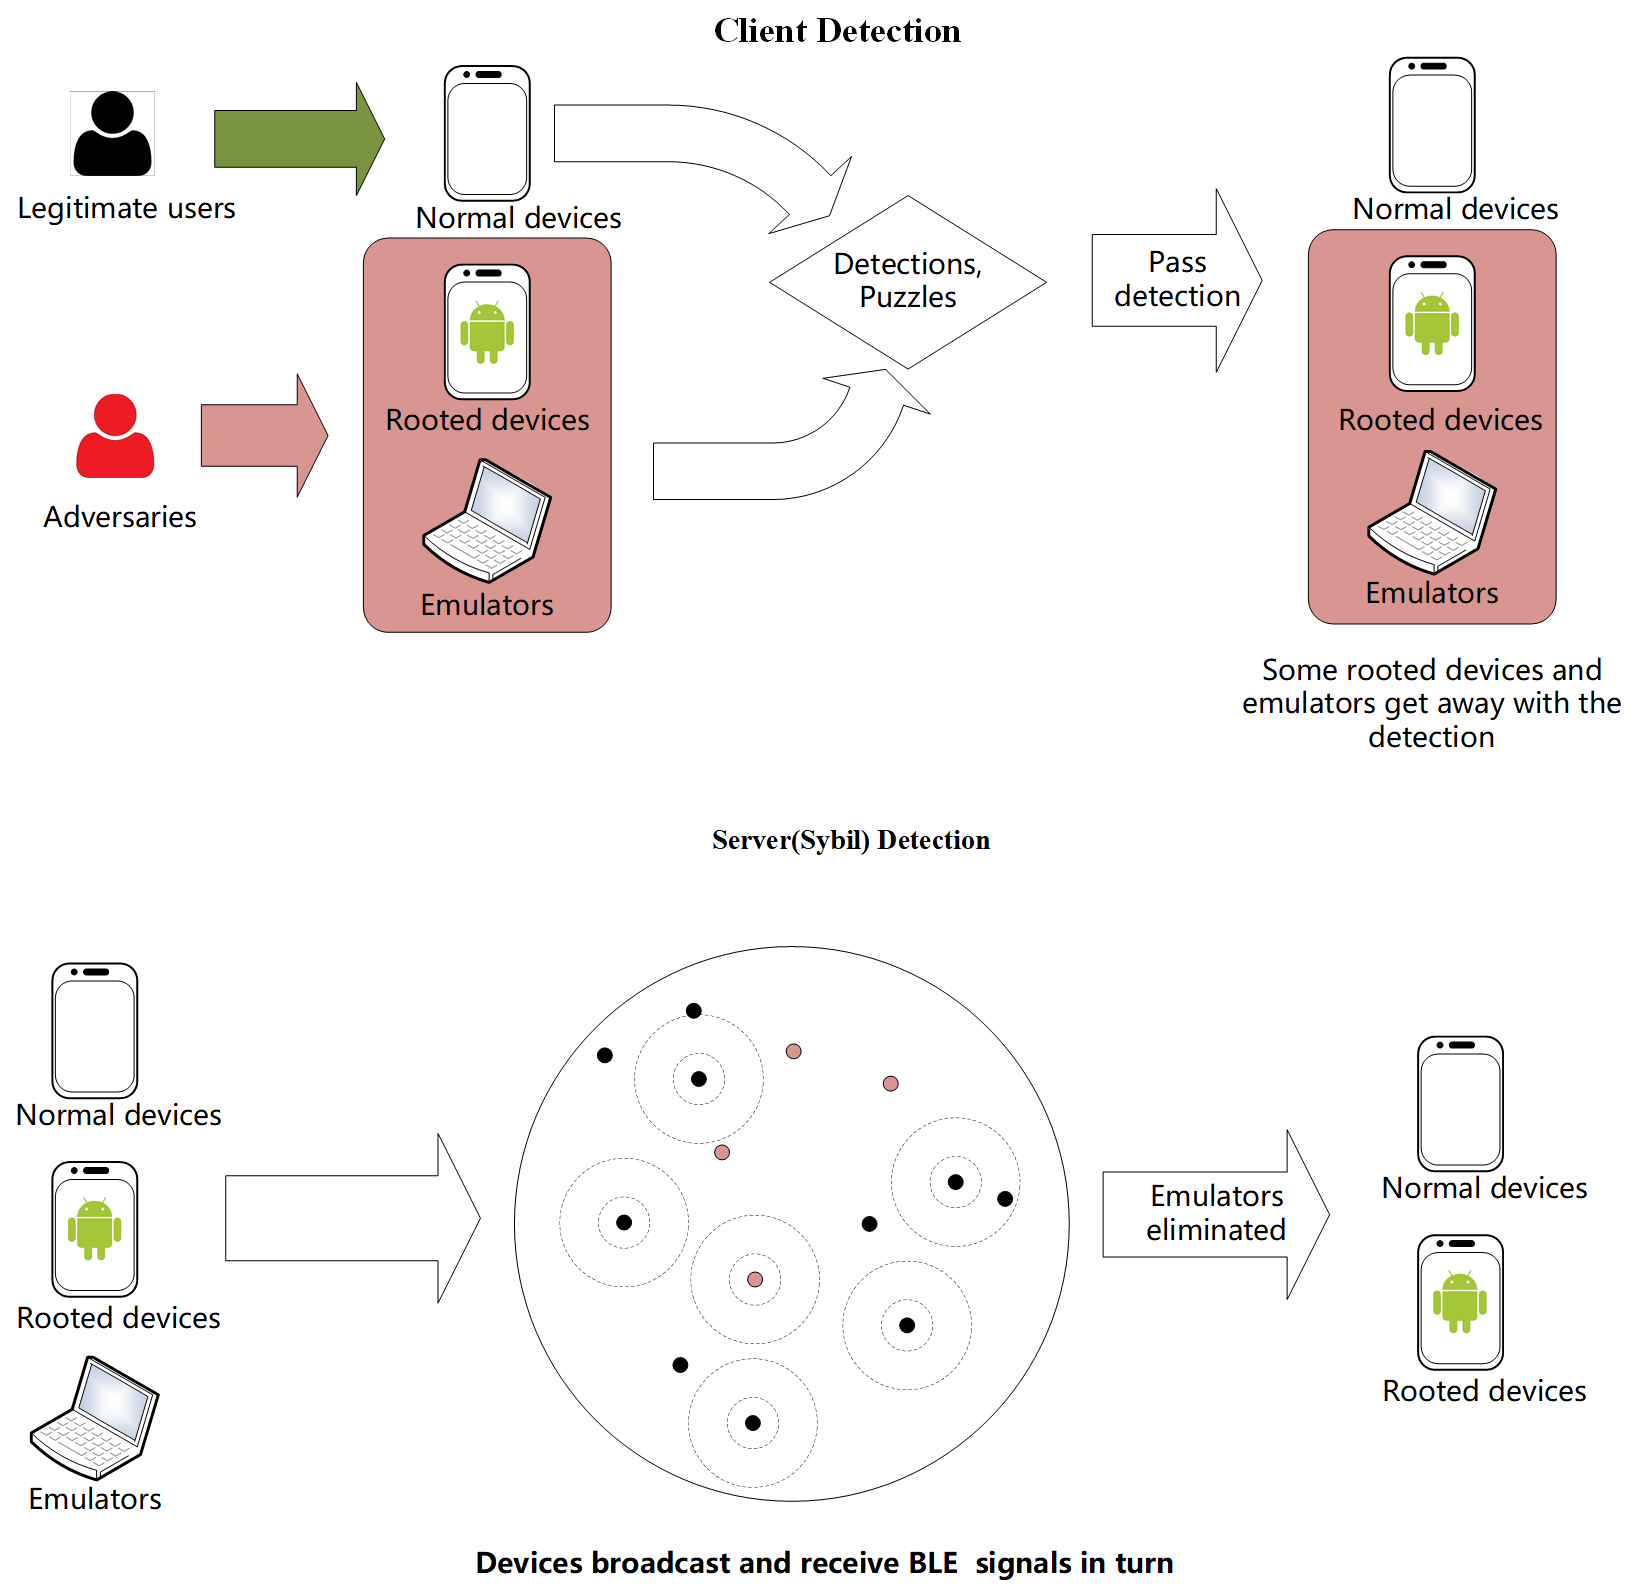 Client Detection
Legitimate users
Normal devices
Rooted devices
Emulators
Adversaries
Detections,
Puzzles
Pass
detection
Normal devices
Rooted devices
Emulators
Some rooted devices and
emulators get away with the
detection
Server(Sybil) Detection
Normal devices
Rooted devices
Emulators
Emulators
eliminated
Normal devices
Rooted devices
Devices broadcast and receive BLE signals in turn